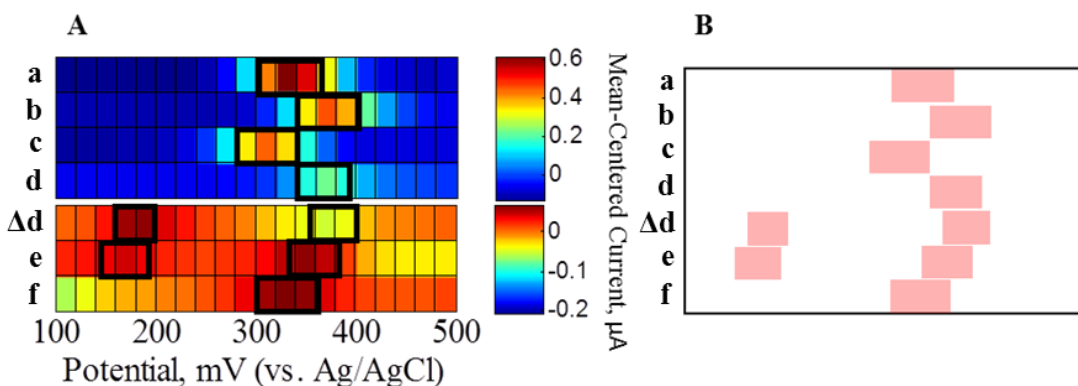 A
B
a
b
c
d
Δd
e
f
0.6
0.4
0.2
0
0
-0.1
-0.2
Mean-Centered Current, µA
100 200 300 400 500
Potential, mV (vs. Ag/AgCl)
a
b
c
d
Δd
e
f